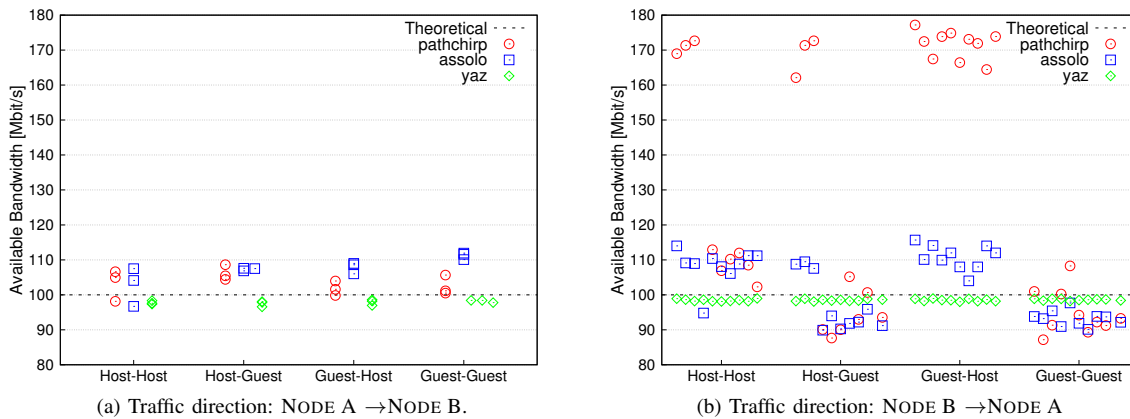 Available Bandwidth [Mbit/s]
180
170
160
150
140
130
120
110
100
90
80
Theoretical
pathchirp
assolo
yaz
Host-Host Host-Guest Guest-Host Guest-Guest
(a) Traffic direction: NODE A →NODE B.
Available Bandwidth [Mbit/s]
180
170
160
150
140
130
120
110
100
90
80
Theoretical
pathchirp
assolo
yaz
Host-Host Host-Guest Guest-Host Guest-Guest
(b) Traffic direction: NODE B →NODE A